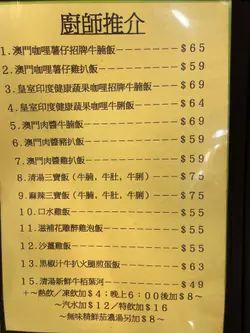 廚師推介
1.澳門咖哩薯仔招牌牛腩飯 $65
2.澳門咖喱薯仔雞扒飯 $59
3.皇室印度健康蔬果咖哩招牌牛腩飯 $69
4.皇室印度健康蔬果咖哩牛脷飯 $64
5.澳門肉醬牛腩飯 $69
6.澳門肉醬豬扒飯 $59
7.澳門肉醬雞扒飯 $59
8.清湯三寶飯(牛腩,牛肚,牛脷) $75
9.麻辣三寶飯(牛腩,牛肚,牛脷) $75
10.口水雞飯 $55
11.滋補花雕醉雞泡飯 $55
12.沙薑雞飯 $55
13.黑椒汁牛扒火腿煎蛋飯 $63
15.清湯新鮮牛𦟌河 $49
+~熱飲/凍飲加$4;晚上6:00後加$8~
~汽水加$12/特飲加$16
~無味精鮮茄濃湯另加$8~